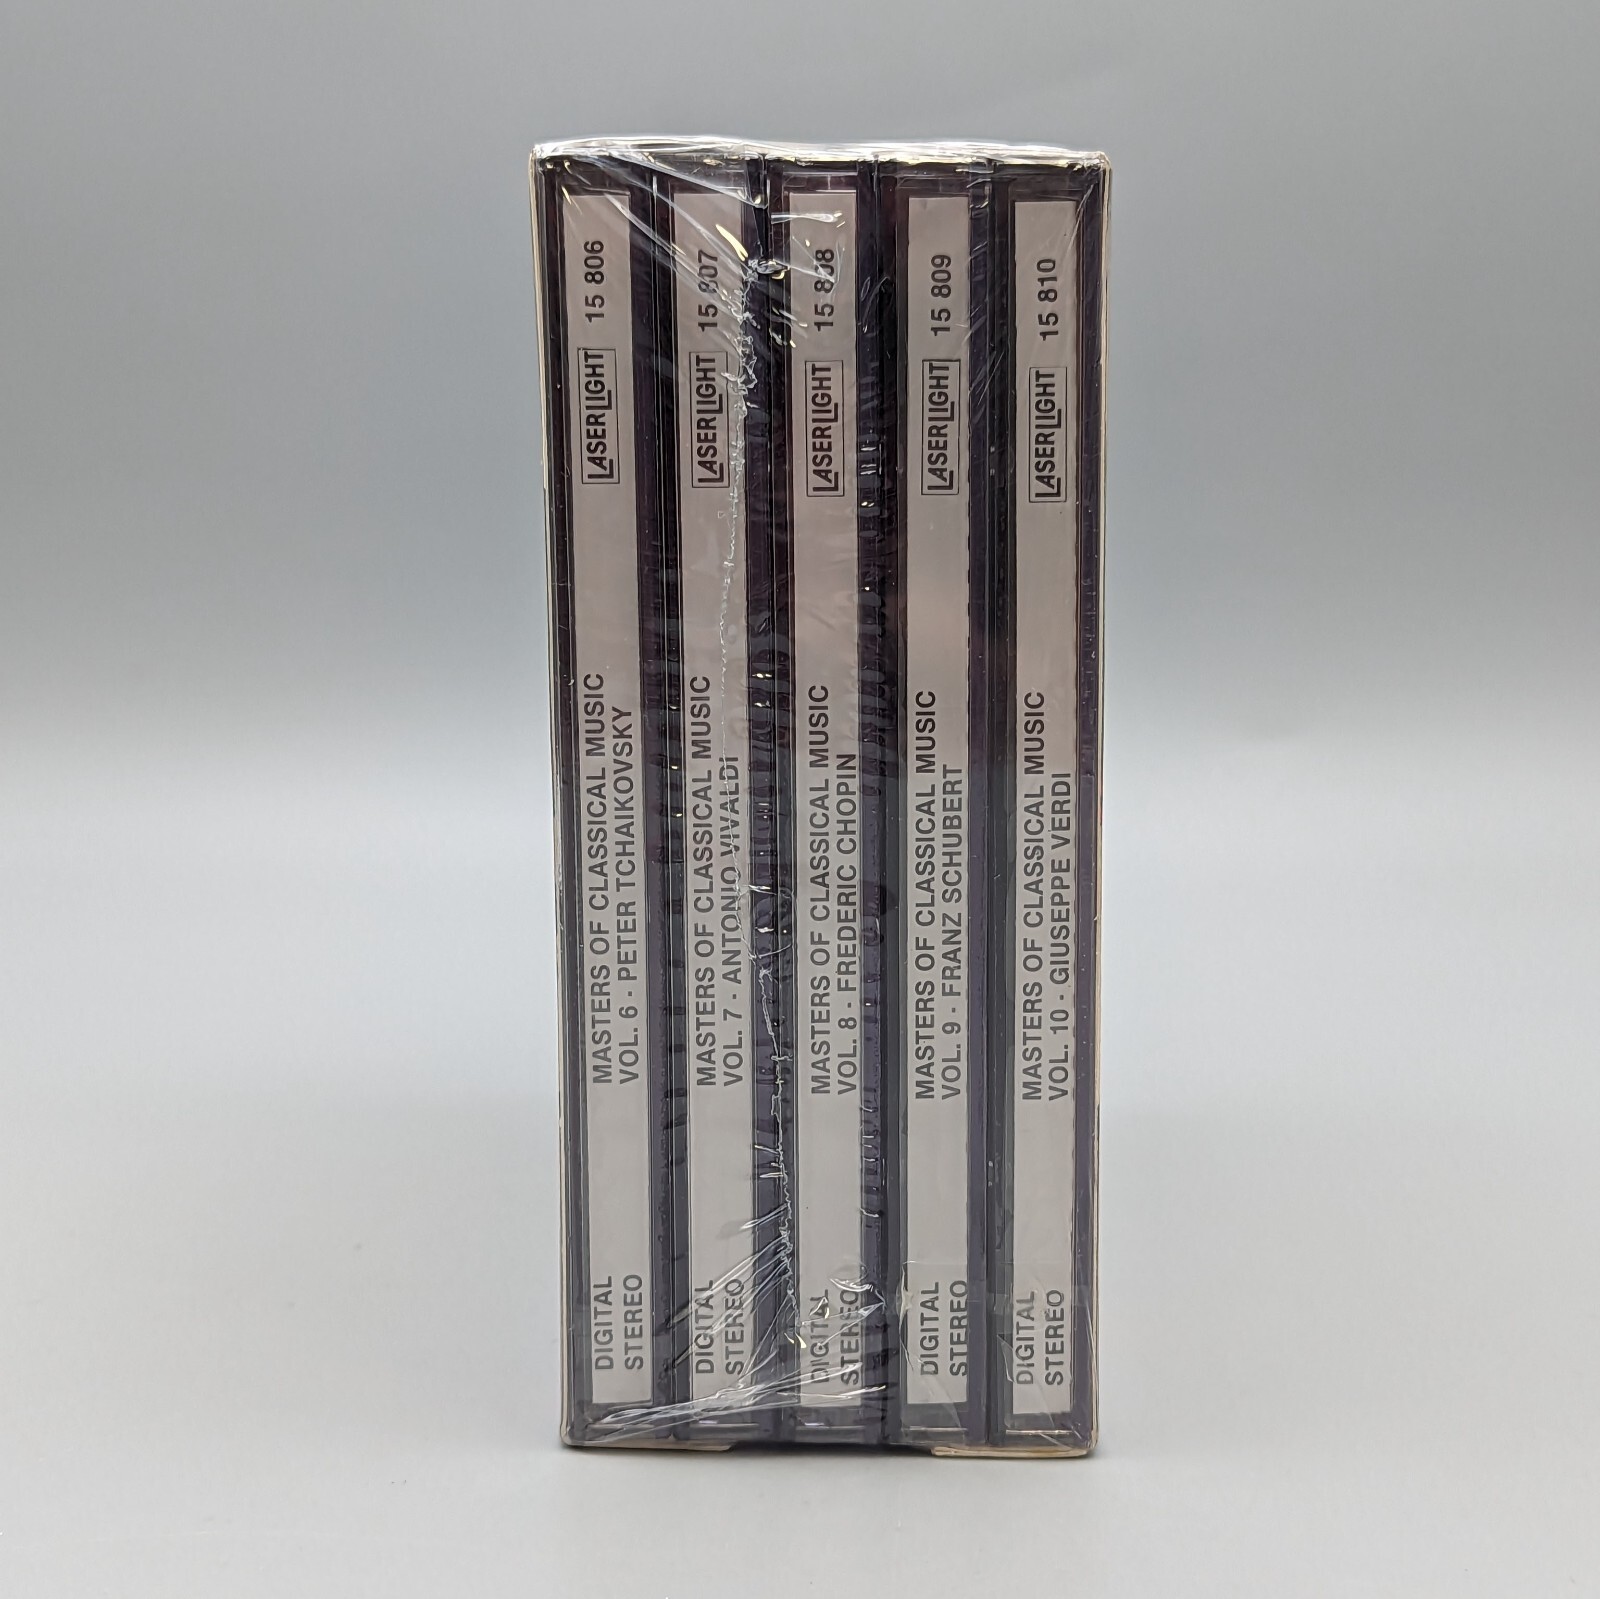 DIGITAL
STEREO
MASTERS OF CLASSICAL MUSIC
VOL. 6 · PETER TCHAIKOVSKY
LASERLIGHT
15 806
DIGITAL
STEREO
MASTERS OF CLASSICAL MUSIC
VOL. 7 · ANTONIO VIVALDI
LASERLIGHT
15 807
DIGITAL
STEREO
MASTERS OF CLASSICAL MUSIC
VOL. 8 · FREDERIC CHOPIN
LASERLIGHT
15 808
DIGITAL
STEREO
MASTERS OF CLASSICAL MUSIC
VOL. 9 · FRANZ SCHUBERT
LASERLIGHT
15 809
DIGITAL
STEREO
MASTERS OF CLASSICAL MUSIC
VOL. 10 · GIUSEPPE VERDI
LASERLIGHT
15 810